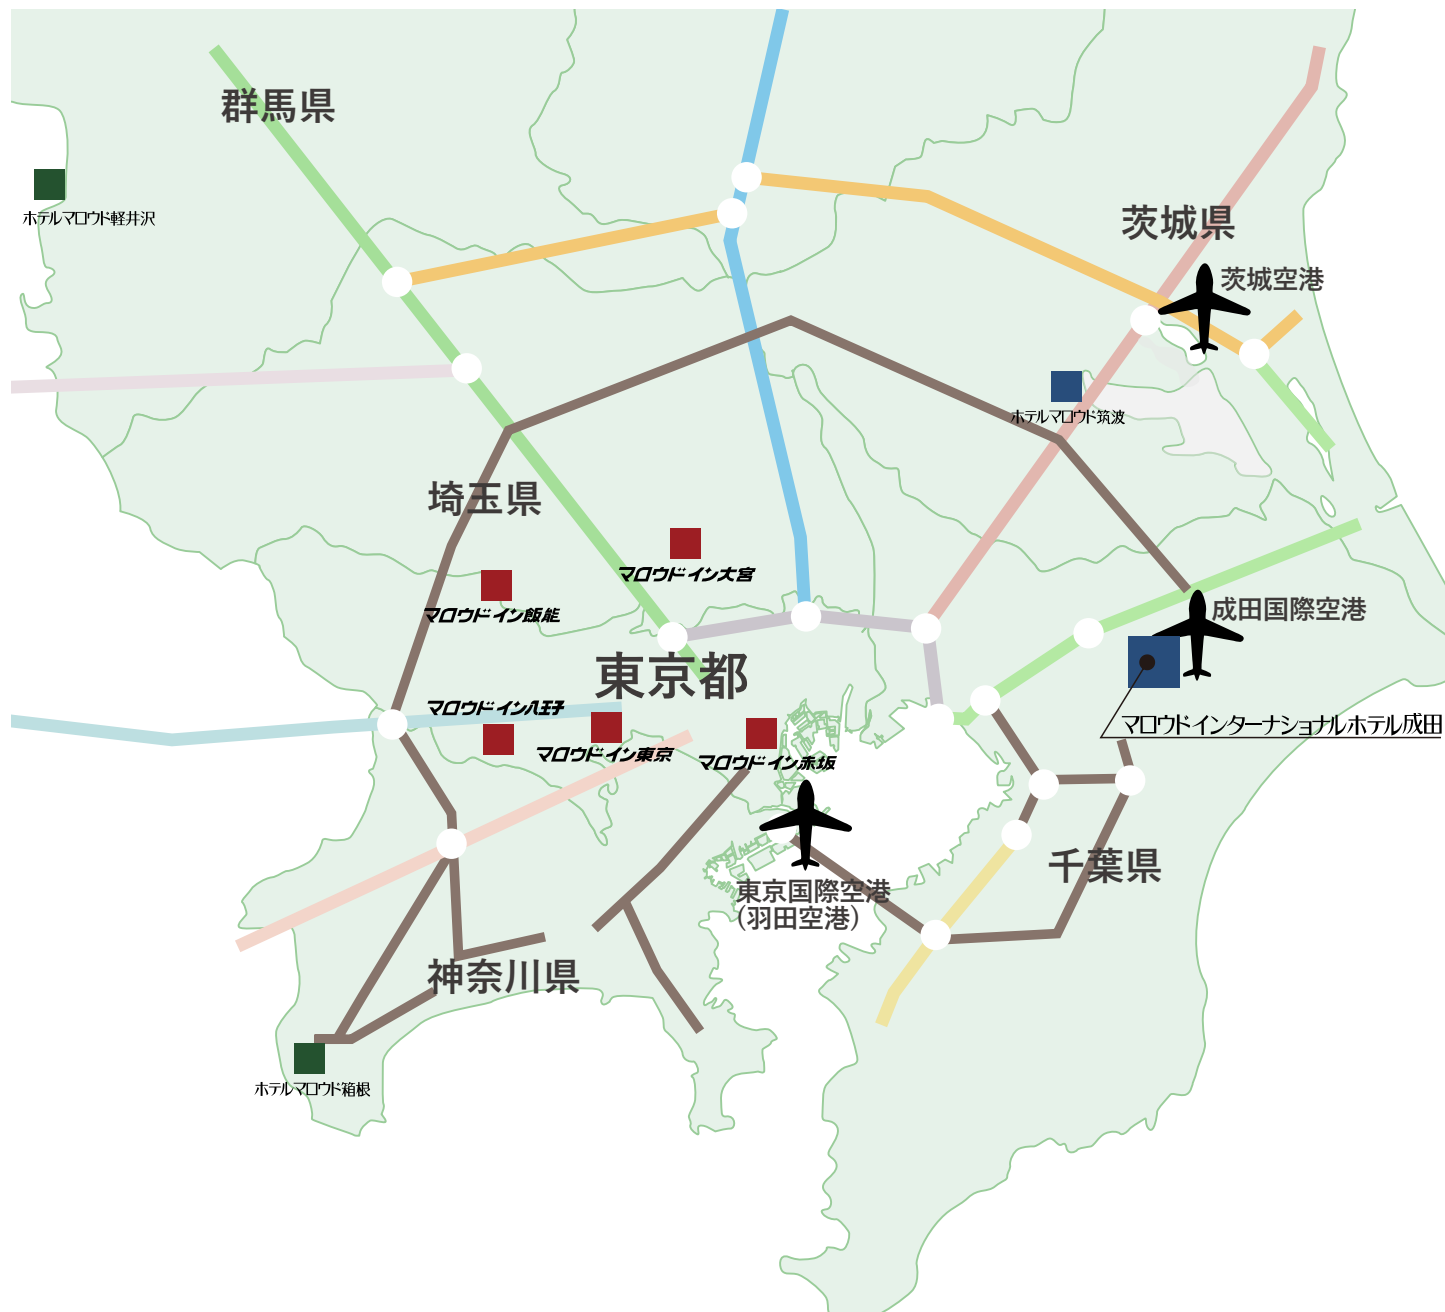 群馬県
ホテルマロウド軽井沢
茨城県
茨城空港
ホテルマロウド筑波
埼玉県
マロウドイン大宮
マロウドイン飯能
成田国際空港
東京都
マロウドイン八王子
マロウドインターナショナルホテル成田
マロウドイン東京
マロウドイン赤坂
千葉県
東京国際空港
(羽田空港)
神奈川県
ホテルマロウド箱根